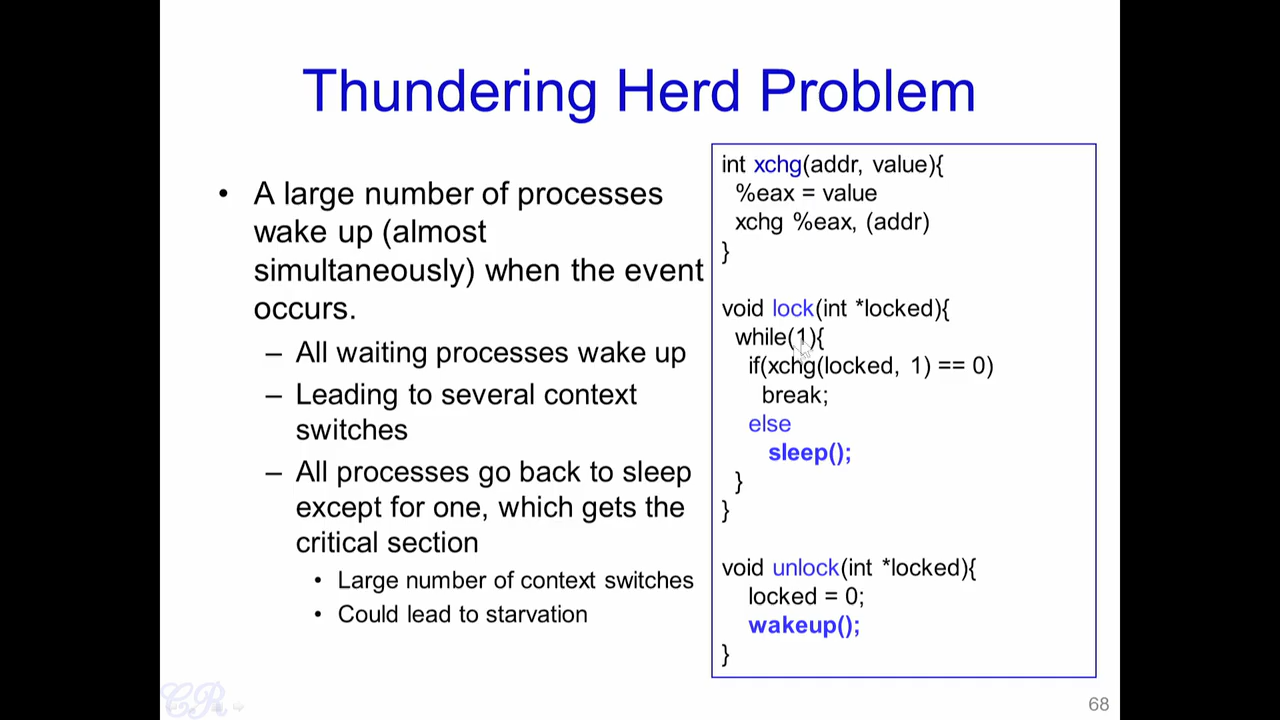 Thundering Herd Problem
• A large number of processes
wake up (almost
simultaneously) when the event
occurs.
– All waiting processes wake up
– Leading to several context
switches
– All processes go back to sleep
except for one, which gets the
critical section
• Large number of context switches
• Could lead to starvation
int xchg(addr, value){
%eax = value
xchg %eax, (addr)
}
void lock(int *locked){
while(1){
if(xchg(locked, 1) == 0)
break;
else
sleep();
}
}
void unlock(int *locked){
locked = 0;
wakeup();
}
CR
68